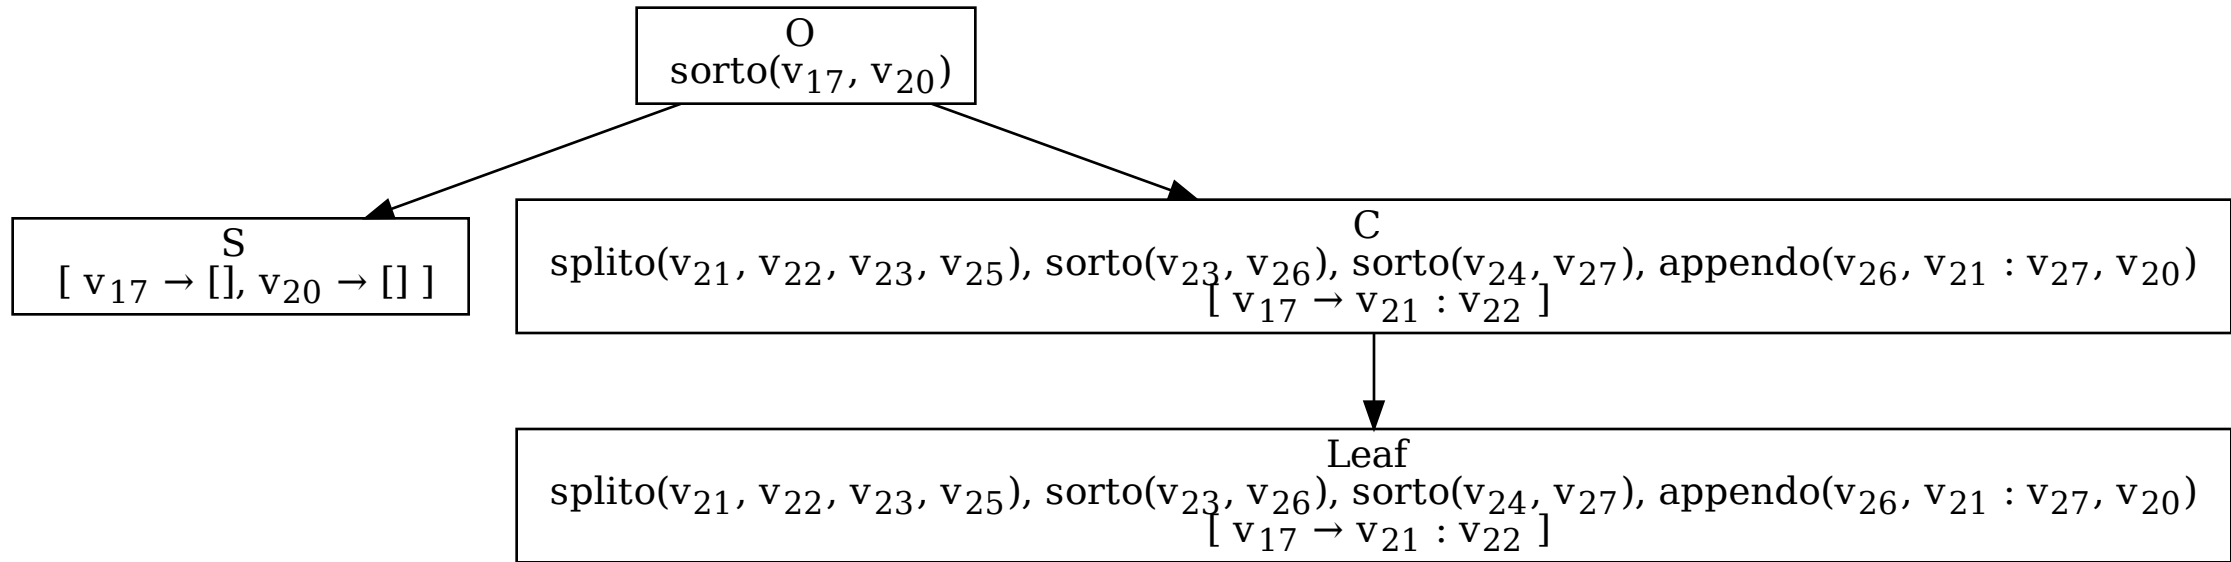 O
sorto(v₁₇, v₂₀)
S
[ v₁₇ → [], v₂₀ → [] ]
C
splito(v₂₁, v₂₂, v₂₃, v₂₅), sorto(v₂₃, v₂₆), sorto(v₂₄, v₂₇), appendo(v₂₆, v₂₁ : v₂₇, v₂₀)
[ v₁₇ → v₂₁ : v₂₂ ]
Leaf
splito(v₂₁, v₂₂, v₂₃, v₂₅), sorto(v₂₃, v₂₆), sorto(v₂₄, v₂₇), appendo(v₂₆, v₂₁ : v₂₇, v₂₀)
[ v₁₇ → v₂₁ : v₂₂ ]